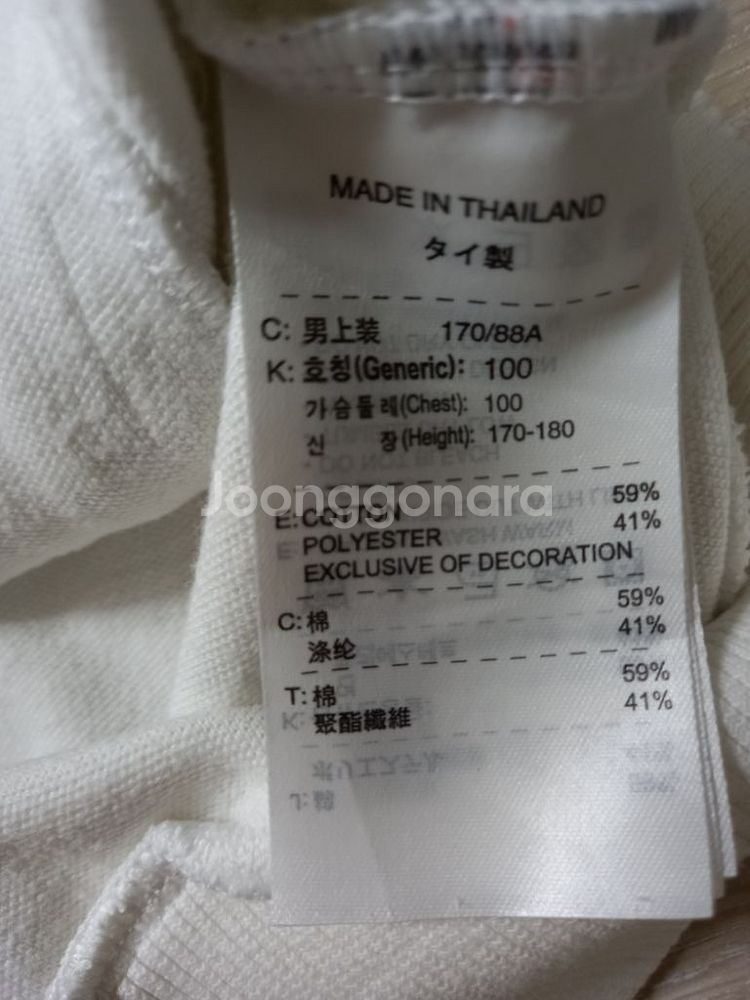 MADE IN THAILAND
タイ製
C: 男上装 170/88A
K: 호칭(Generic): 100
가슴둘레(Chest): 100
신 장(Height): 170-180
Joonggonara
E: COTTON 59%
POLYESTER 41%
EXCLUSIVE OF DECORATION
C: 棉 59%
涤纶 41%
T: 棉 59%
聚酯纖維 41%